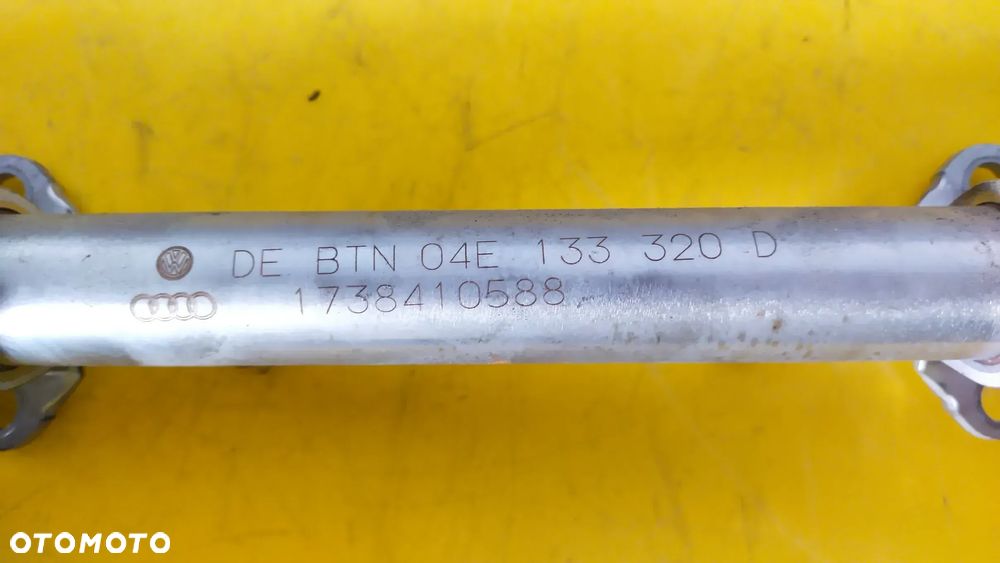 DE BTN 04E 133 320 D
1738410588
OTOMOTO